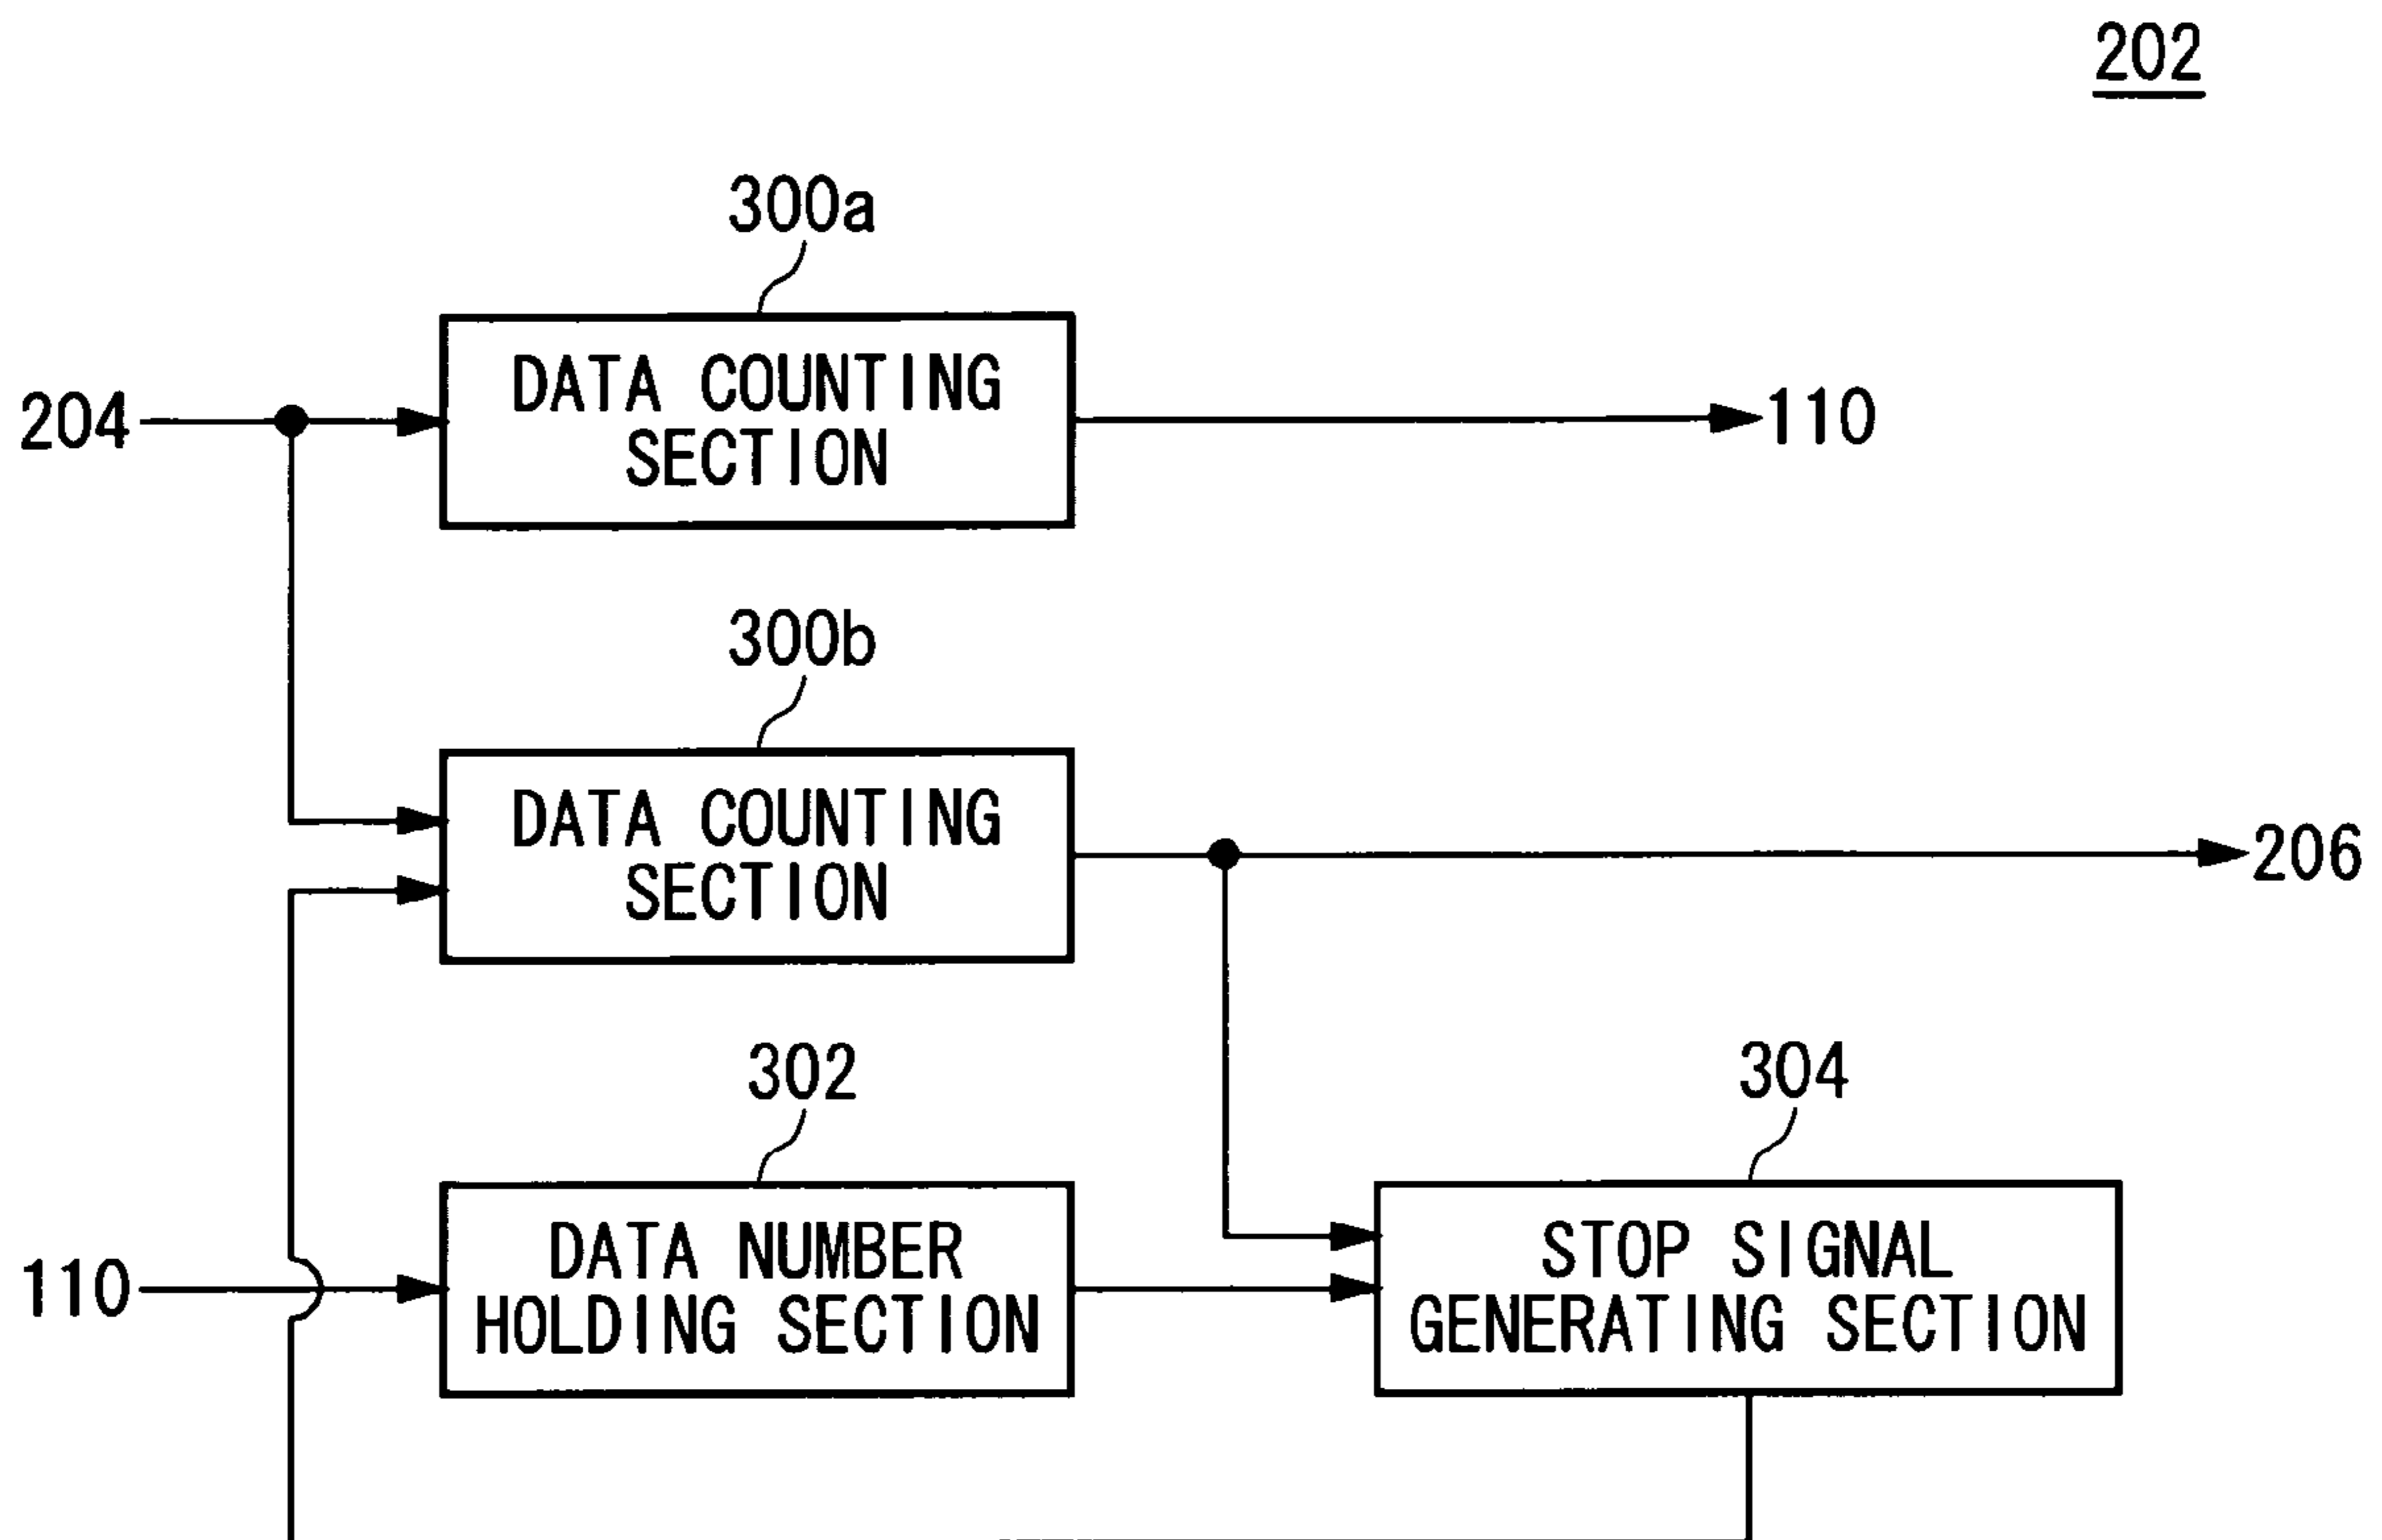 202
300a
DATA COUNTING
SECTION
204
110
300b
DATA COUNTING
SECTION
206
302
304
110
DATA NUMBER
HOLDING SECTION
STOP SIGNAL
GENERATING SECTION